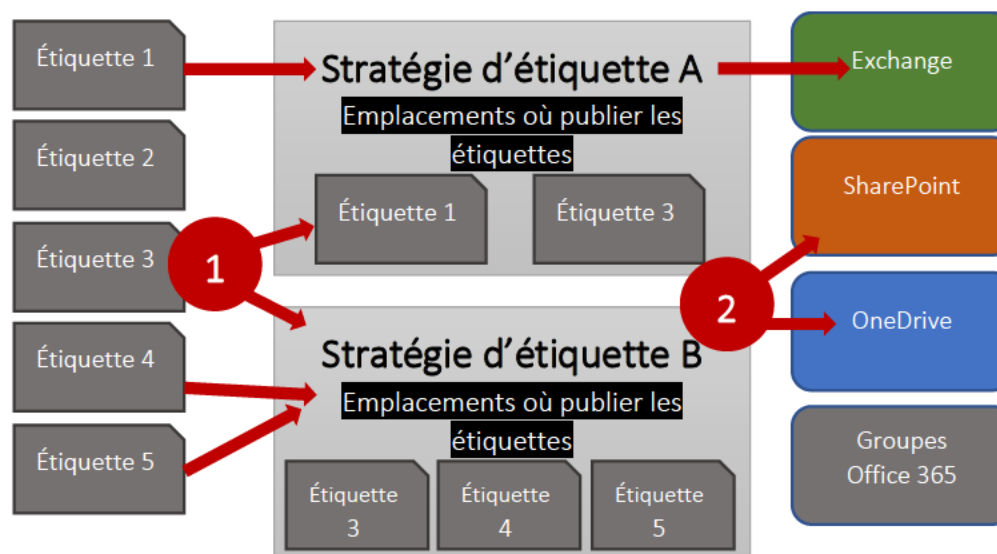 Étiquette 1
Étiquette 2
Étiquette 3
Étiquette 4
Étiquette 5
1
Stratégie d’étiquette A
Emplacements où publier les
étiquettes
Étiquette 1
Étiquette 3
Stratégie d’étiquette B
Emplacements où publier les
étiquettes
Étiquette
3
Étiquette
4
Étiquette
5
2
Exchange
SharePoint
OneDrive
Groupes
Office 365